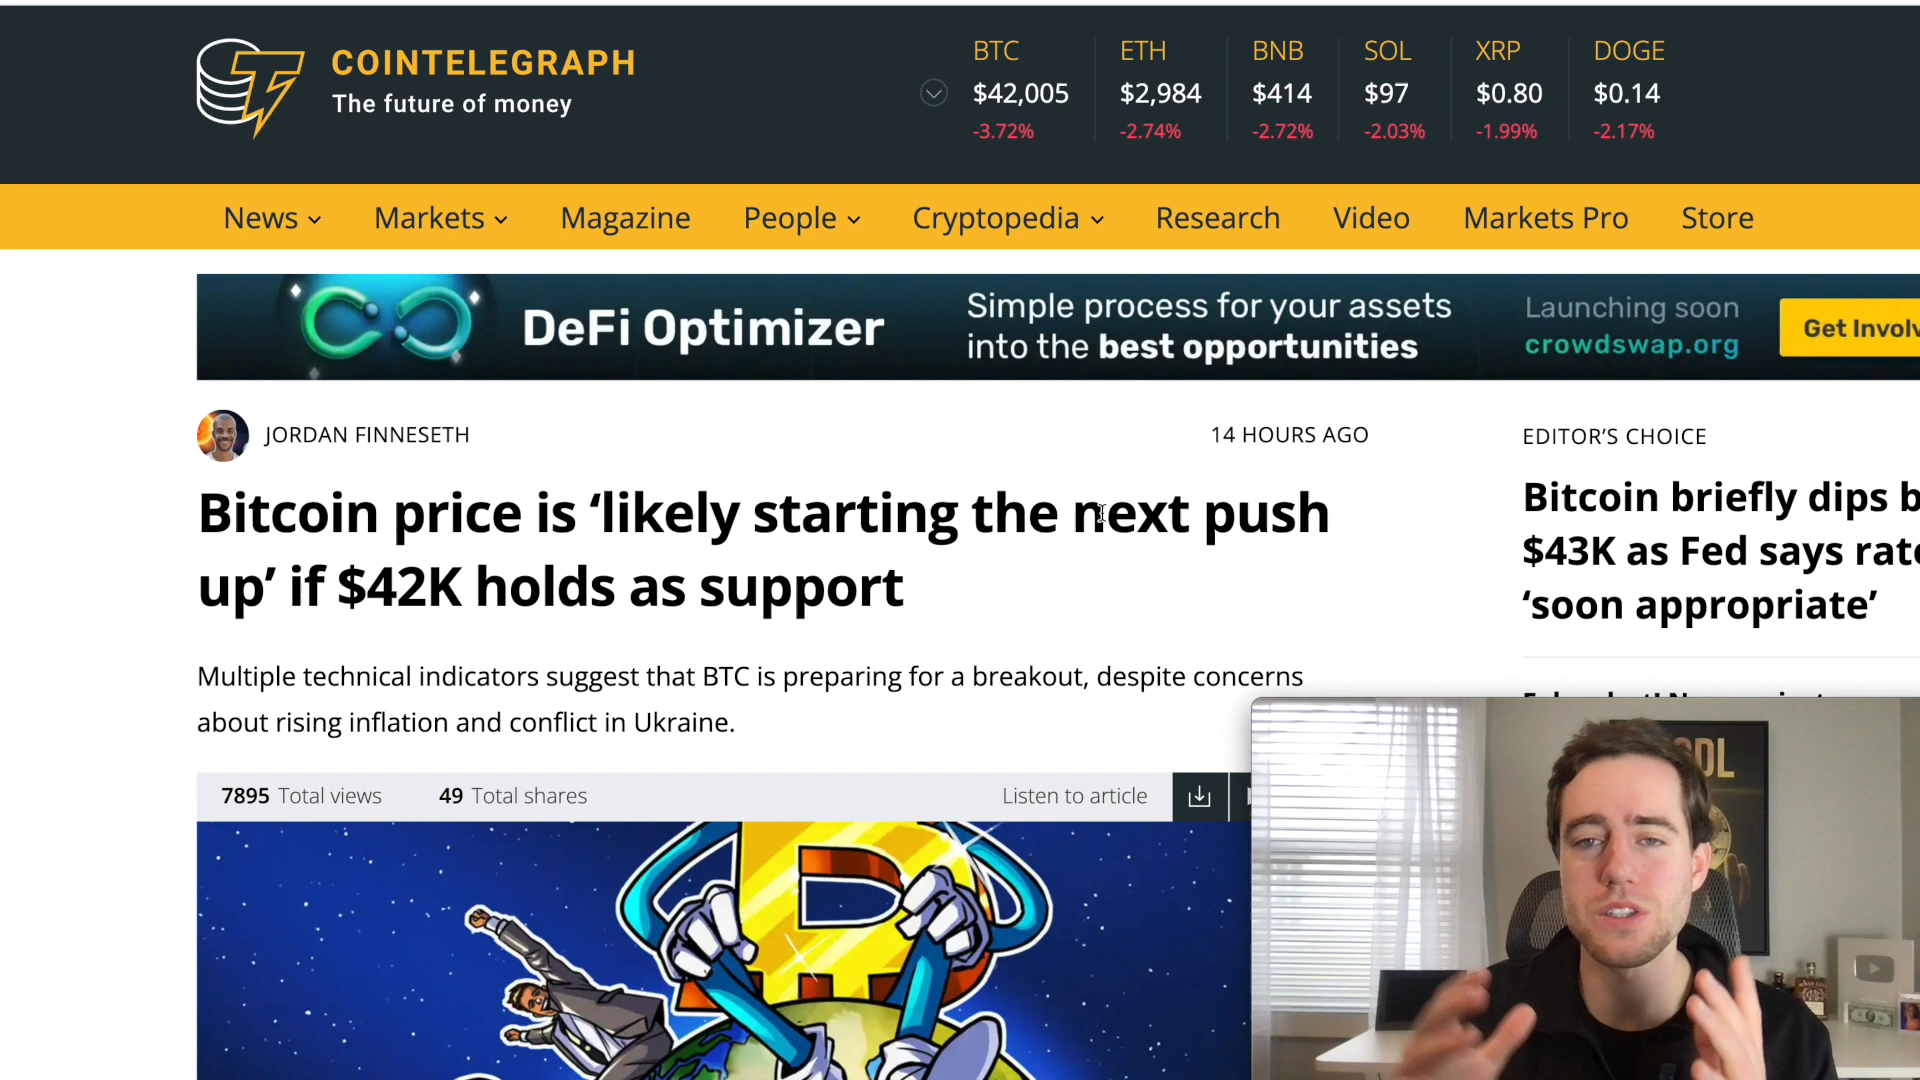 COINTELEGRAPH
The future of money
BTC ETH BNB SOL XRP DOGE
$42,005 $2,984 $414 $97 $0.80 $0.14
-3.72% -2.74% -2.72% -2.03% -1.99% -2.17%
News Markets Magazine People Cryptopedia Research Video Markets Pro Store
DeFi Optimizer
Simple process for your assets
into the best opportunities
Launching soon
crowdswap.org
Get Involv
JORDAN FINNESETH
14 HOURS AGO
Bitcoin price is ‘likely starting the next push
up’ if $42K holds as support
Multiple technical indicators suggest that BTC is preparing for a breakout, despite concerns
about rising inflation and conflict in Ukraine.
7895 Total views 49 Total shares
Listen to article
EDITOR’S CHOICE
Bitcoin briefly dips b
$43K as Fed says rate
‘soon appropriate’
ODL